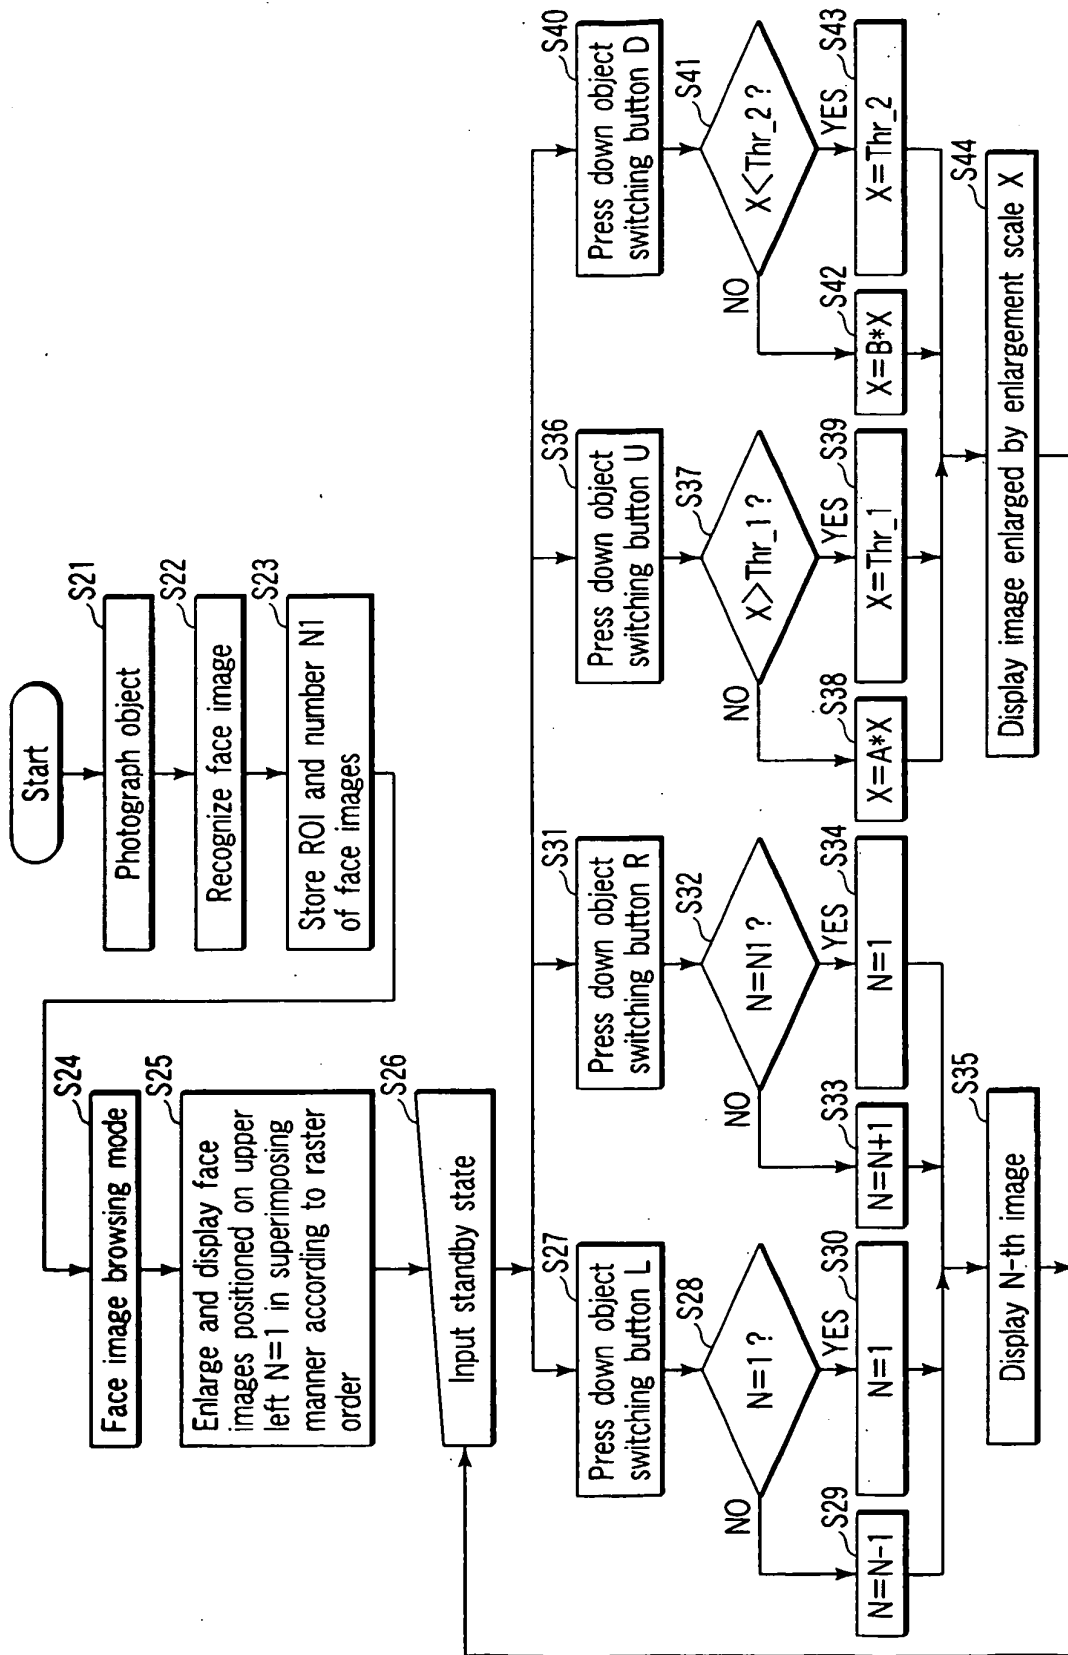 Start
S21
Photograph object
S22
Recognize face image
S23
Store ROI and number N1
of face images
S24
Face image browsing mode
S25
Enlarge and display face
images positioned on upper
left N=1 in superimposing
manner according to raster
order
S26
Input standby state
S27
Press down object
switching button L
S28
N=1 ?
NO
YES
S29
N=N-1
S30
N=1
S31
Press down object
switching button R
S32
N=N1 ?
NO
YES
S33
N=N+1
S34
N=1
S35
Display N-th image
S36
Press down object
switching button U
S37
X>Thr_1 ?
NO
YES
S38
X=A*X
S39
X=Thr_1
S40
Press down object
switching button D
S41
X<Thr_2 ?
NO
YES
S42
X=B*X
S43
X=Thr_2
S44
Display image enlarged by enlargement scale X